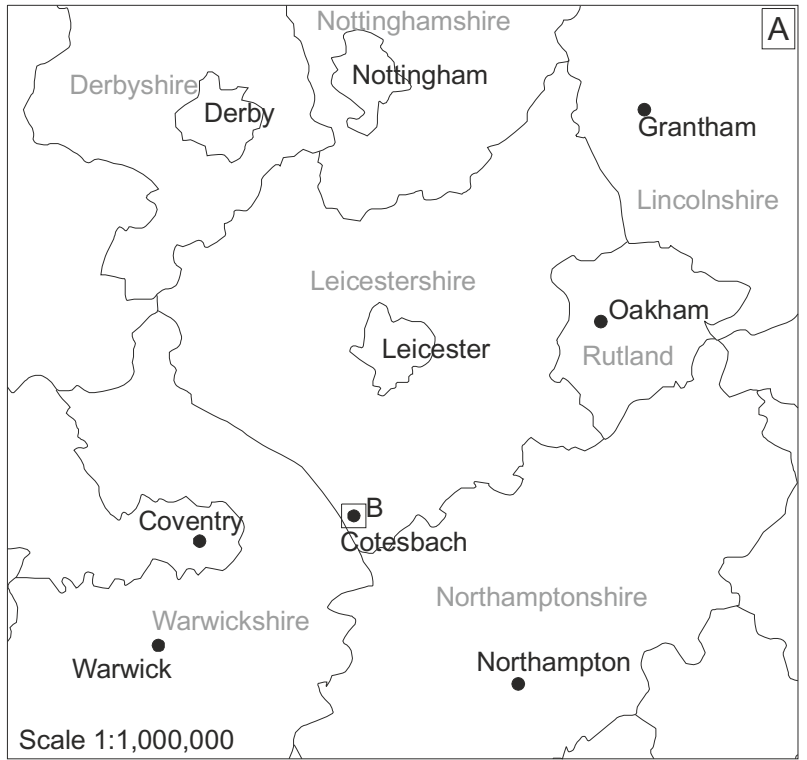 Nottinghamshire
A
Nottingham
Derbyshire
Derby
Grantham
Lincolnshire
Leicestershire
Oakham
Leicester
Rutland
B
Coventry
Cotesbach
Northamptonshire
Warwickshire
Northampton
Warwick
Scale 1:1,000,000